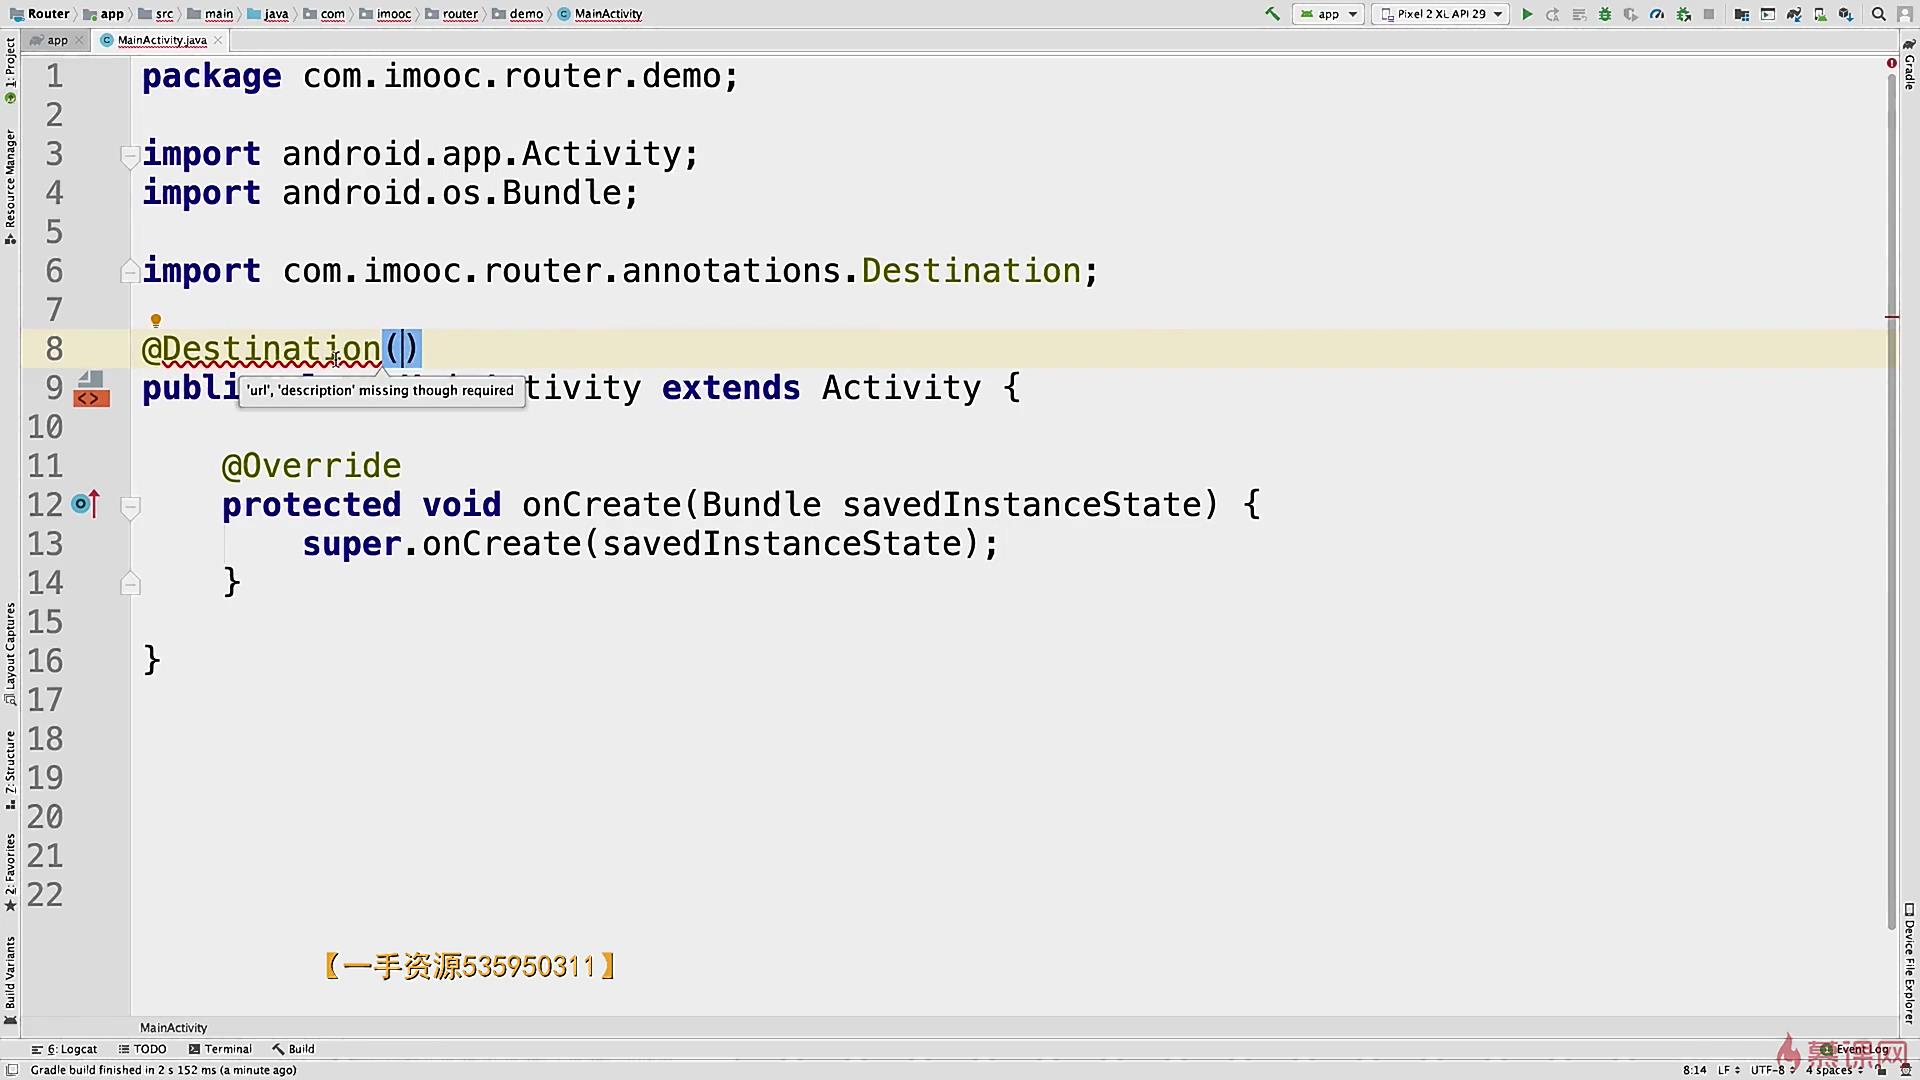 Router app src main java com imooc router demo MainActivity app Pixel 2 XL API 29
app MainActivity.java
1 package com.imooc.router.demo;
2
3 import android.app.Activity;
4 import android.os.Bundle;
5
6 import com.imooc.router.annotations.Destination;
7
8 @Destination()
'url', 'description' missing though required
9 publi tivity extends Activity {
10
11 @Override
12 protected void onCreate(Bundle savedInstanceState) {
13 super.onCreate(savedInstanceState);
14 }
15
16 }
17
18
19
20
21
22
【一手资源535950311】
MainActivity
6: Logcat TODO Terminal Build Event Log
慕课网
Gradle build finished in 2 s 152 ms (a minute ago) 8:14 LF UTF-8 4 spaces
1: Project
Resource Manager
Layout Captures
7: Structure
2: Favorites
Build Variants
Gradle
Device File Explorer